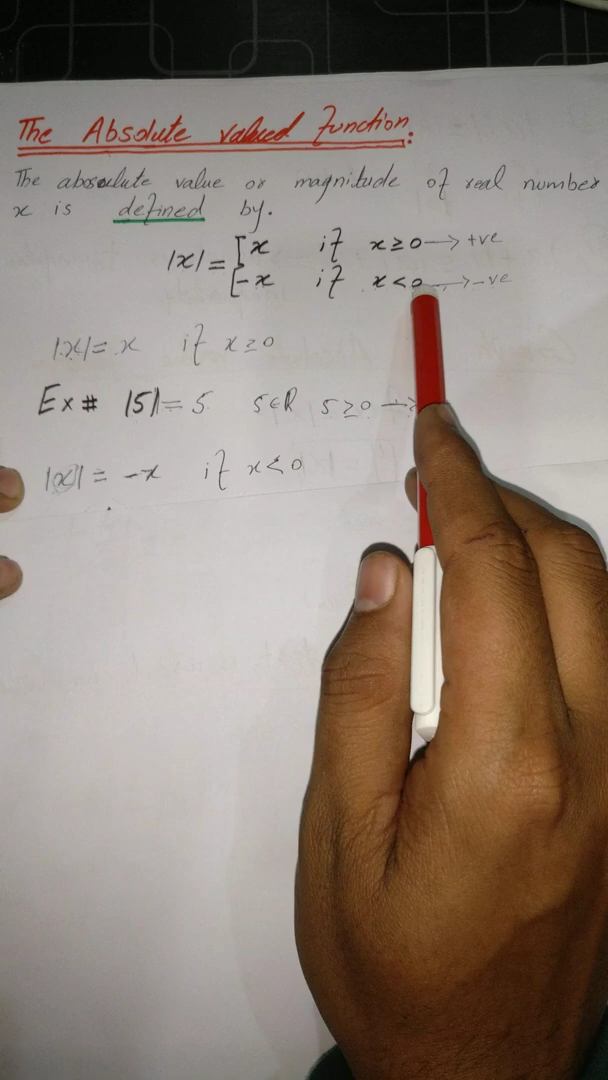 The Absolute valued Function.
The absoulute value or magnitude of real number
x is defined by.
|x| = [ x if x ≥ 0 → +ve
[ -x if x < 0 → -ve
|x| = x if x ≥ 0
Ex # |5| = 5 5 ∈ R 5 ≥ 0 →
|x| = -x if x < 0